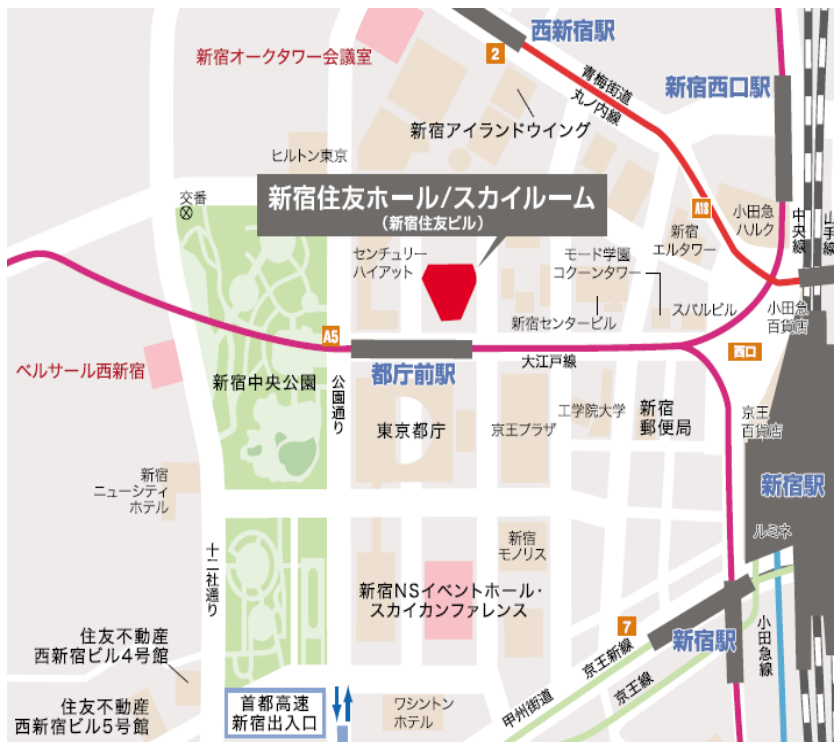 西新宿駅
2
新宿オークタワー会議室
青梅街道
丸ノ内線
新宿西口駅
新宿アイランドウイング
ヒルトン東京
交番
新宿住友ホール/スカイルーム
(新宿住友ビル)
A18
小田急
ハルク
中央線
山手線
新宿
エルタワー
センチュリー
ハイアット
モード学園
コクーンタワー
スバルビル
新宿センタービル
小田急
百貨店
A5
西口
大江戸線
都庁前駅
ベルサール西新宿
新宿中央公園
公園通り
東京都庁
京王プラザ
工学院大学
新宿
郵便局
京王
百貨店
新宿
ニューシティ
ホテル
新宿駅
ルミネ
十二社通り
新宿
モノリス
新宿NSイベントホール・
スカイカンファレンス
7
新宿駅
小田急線
京王新線
京王線
甲州街道
住友不動産
西新宿ビル4号館
住友不動産
西新宿ビル5号館
首都高速
新宿出入口
ワシントン
ホテル